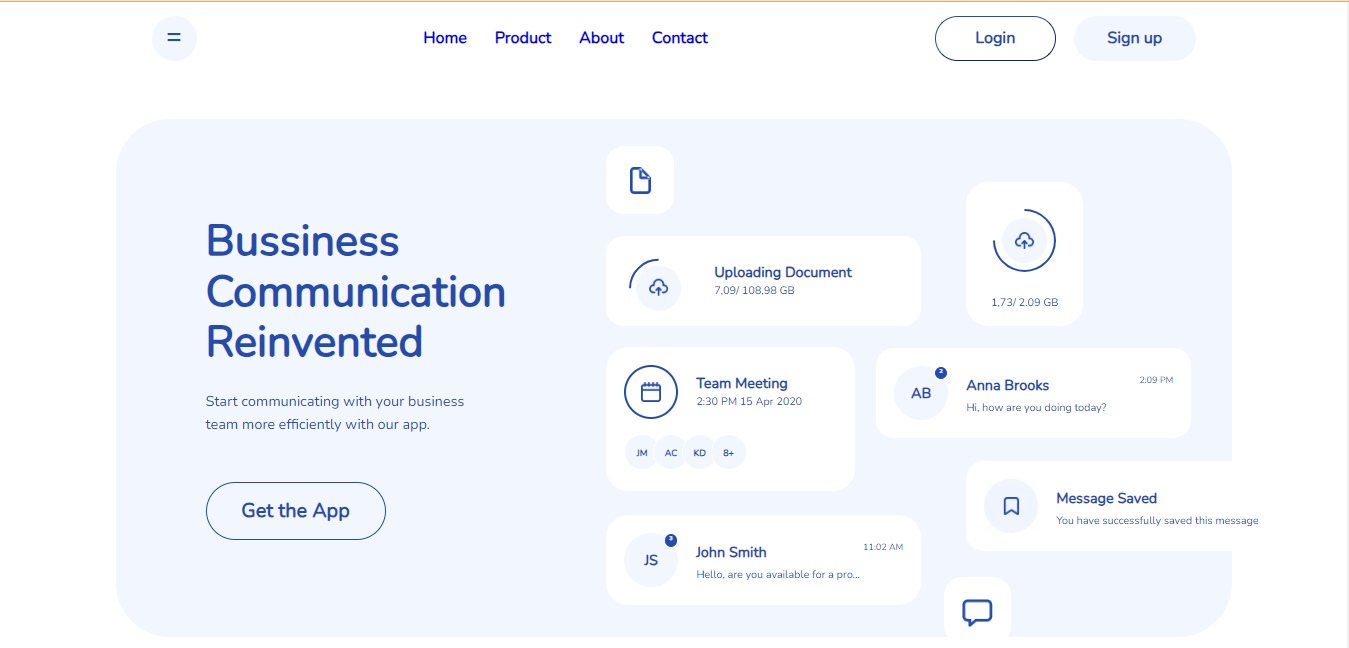 Home Product About Contact
Login Sign up
Bussiness
Communication
Reinvented
Start communicating with your business
team more efficiently with our app.
Get the App
Uploading Document
7,09/ 108,98 GB
1,73/ 2.09 GB
Team Meeting
2:30 PM 15 Apr 2020
JM AC KD 8+
AB
Anna Brooks
2:09 PM
Hi, how are you doing today?
Message Saved
You have successfully saved this message
JS
John Smith
11:02 AM
Hello, are you available for a pro...